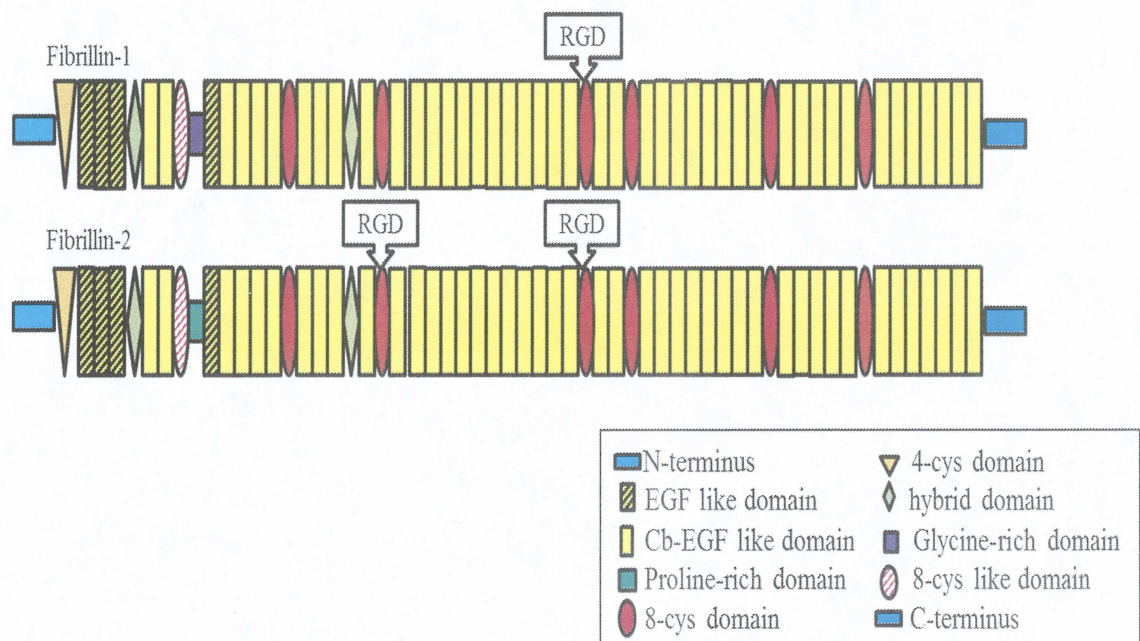 RGD
Fibrillin-1
RGD
RGD
Fibrillin-2
N-terminus
4-cys domain
EGF like domain
hybrid domain
Cb-EGF like domain
Glycine-rich domain
Proline-rich domain
8-cys like domain
8-cys domain
C-terminus